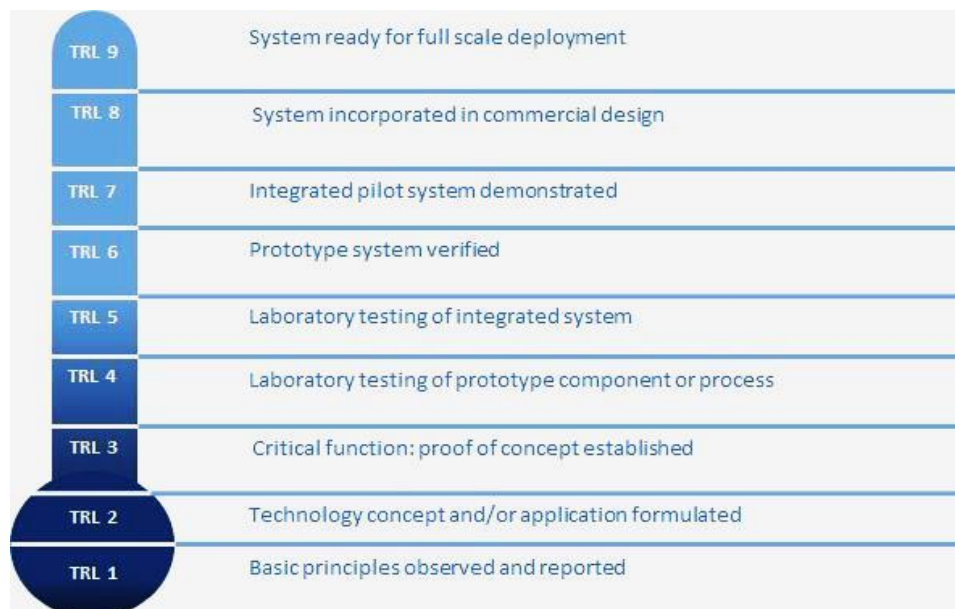 TRL 9 System ready for full scale deployment
TRL 8 System incorporated in commercial design
TRL 7 Integrated pilot system demonstrated
TRL 6 Prototype system verified
TRL 5 Laboratory testing of integrated system
TRL 4 Laboratory testing of prototype component or process
TRL 3 Critical function: proof of concept established
TRL 2 Technology concept and/or application formulated
TRL 1 Basic principles observed and reported